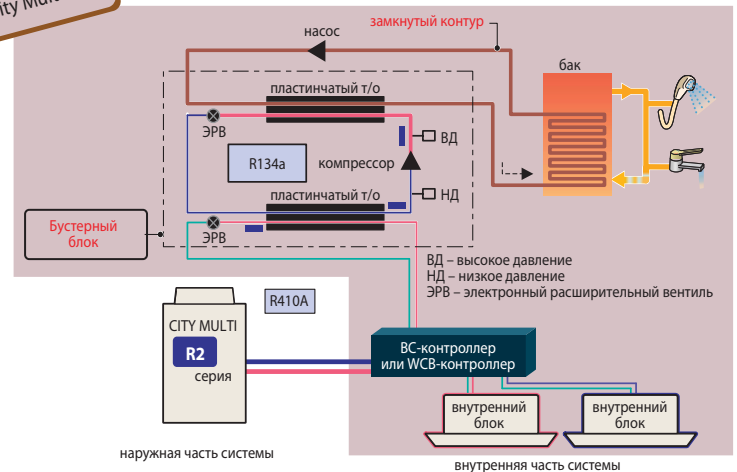 City Multi
насос
замкнутый контур
бак
пластинчатый т/о
ЭРВ
ВД
R134a
компрессор
пластинчатый т/о
НД
Бустерный
блок
ЭРВ
ВД – высокое давление
НД – низкое давление
ЭРВ – электронный расширительный вентиль
R410A
CITY MULTI
R2
серия
ВС-контроллер
или WCB-контроллер
внутренний
блок
внутренний
блок
наружная часть системы
внутренняя часть системы